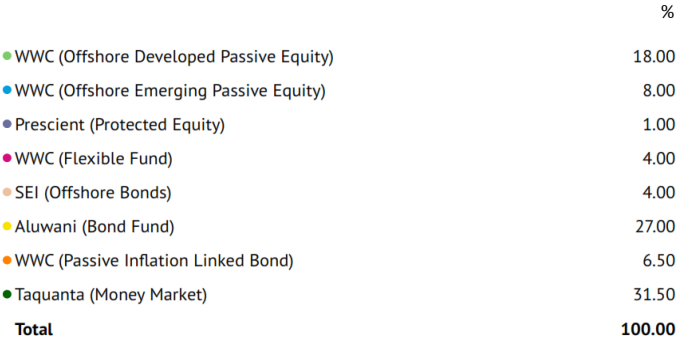 %
WWC (Offshore Developed Passive Equity) 18.00
WWC (Offshore Emerging Passive Equity) 8.00
Prescient (Protected Equity) 1.00
WWC (Flexible Fund) 4.00
SEI (Offshore Bonds) 4.00
Aluwani (Bond Fund) 27.00
WWC (Passive Inflation Linked Bond) 6.50
Taquanta (Money Market) 31.50
Total 100.00